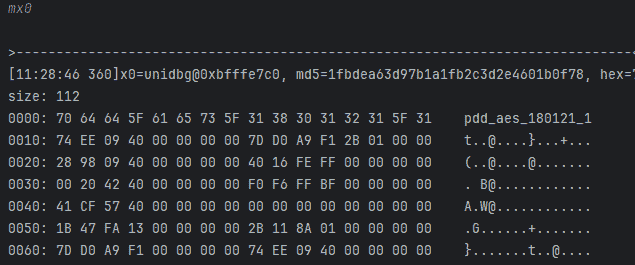 mx0
>-----------------------------------------------------------------------------<
[11:28:46 360]x0=unidbg@0xbfffe7c0, md5=1fbdea63d97b1a1fb2c3d2e4601b0f78, hex=
size: 112
0000: 70 64 64 5F 61 65 73 5F 31 38 30 31 32 31 5F 31    pdd_aes_180121_1
0010: 74 EE 09 40 00 00 00 00 7D D0 A9 F1 2B 01 00 00    t..@....}...+...
0020: 28 98 09 40 00 00 00 00 40 16 FE FF 00 00 00 00    (..@....@.......
0030: 00 20 42 40 00 00 00 00 F0 F6 FF BF 00 00 00 00    . B@............
0040: 41 CF 57 40 00 00 00 00 00 00 00 00 00 00 00 00    A.W@............
0050: 1B 47 FA 13 00 00 00 00 2B 11 8A 01 00 00 00 00    .G......+.......
0060: 7D D0 A9 F1 00 00 00 00 74 EE 09 40 00 00 00 00    }.......t..@....